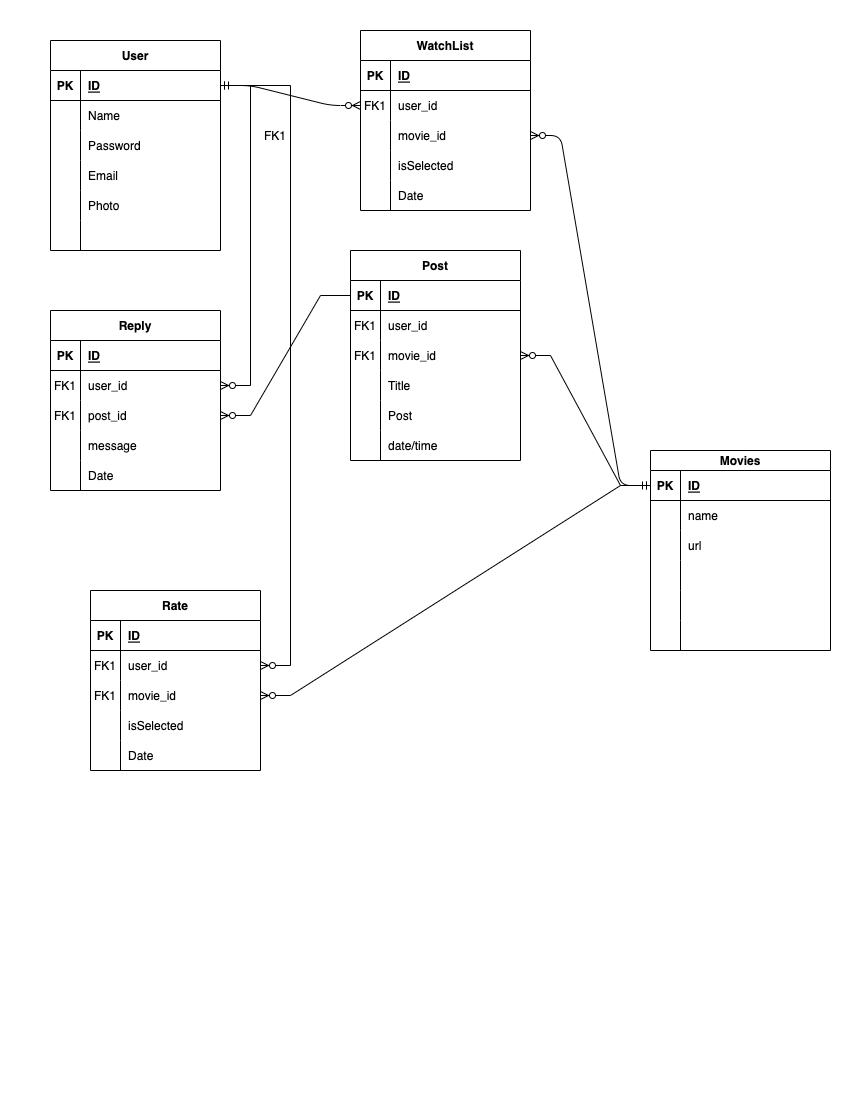 User
PK ID
Name
Password
Email
Photo
WatchList
PK ID
FK1 user_id
movie_id
isSelected
Date
FK1
Post
PK ID
FK1 user_id
FK1 movie_id
Title
Post
date/time
Reply
PK ID
FK1 user_id
FK1 post_id
message
Date
Movies
PK ID
name
url
Rate
PK ID
FK1 user_id
FK1 movie_id
isSelected
Date